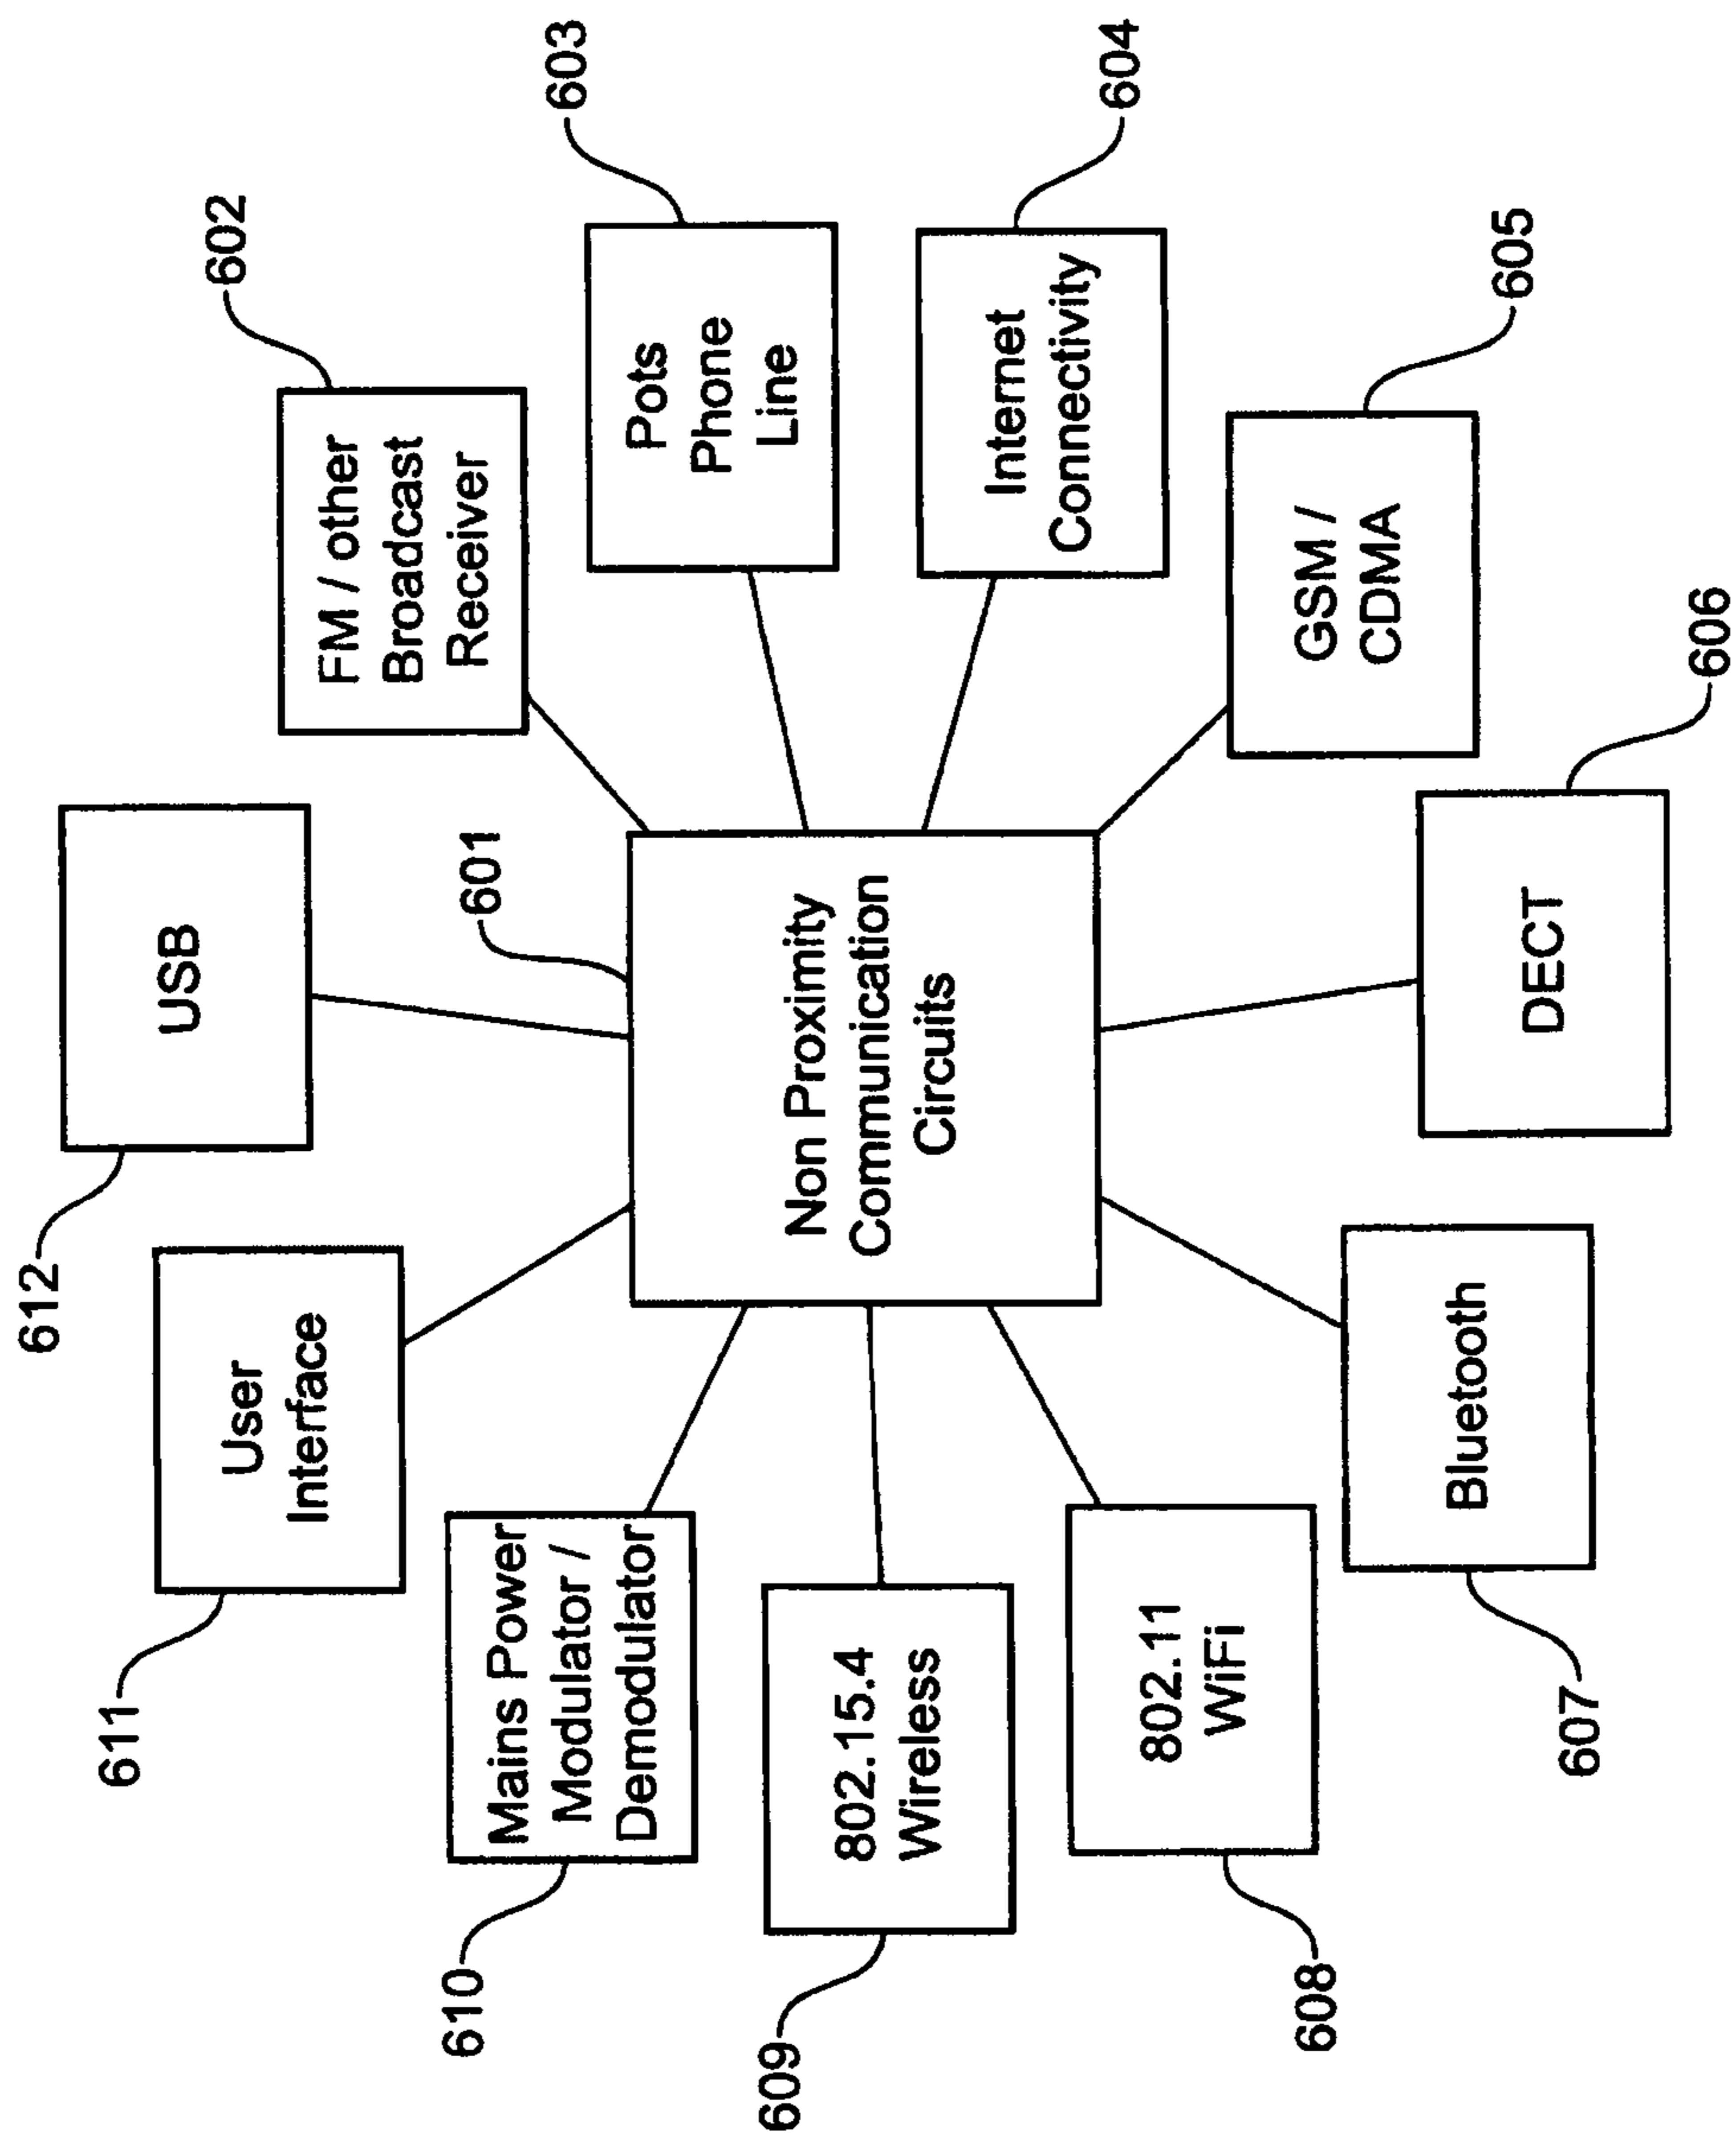 612
USB
601
FM / other
Broadcast
Receiver
602
Pots
Phone
Line
603
Internet
Connectivity
604
GSM /
CDMA
605
DECT
606
Bluetooth
607
802.11
WiFi
608
802.15.4
Wireless
609
Mains Power
Modulator /
Demodulator
610
User
Interface
611
Non Proximity
Communication
Circuits